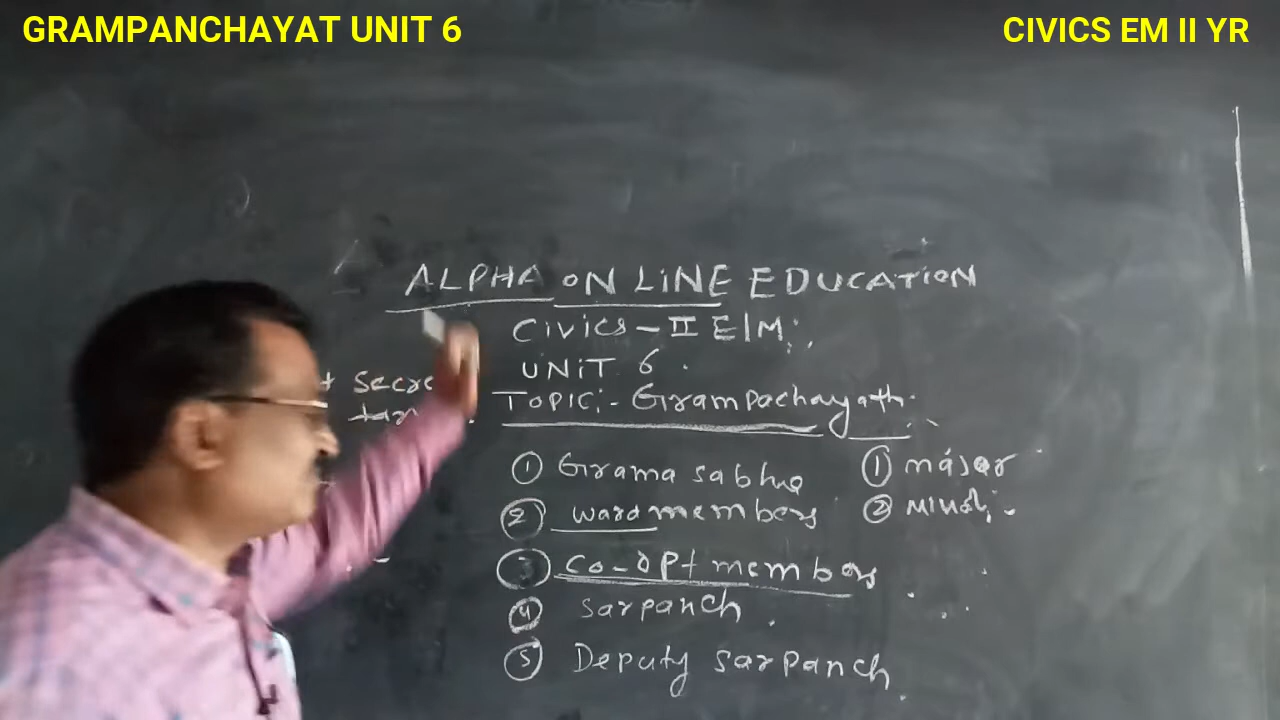 GRAMPANCHAYAT UNIT 6
CIVICS EM II YR
ALPHA ON LINE EDUCATION
CIVICS - II E/M.
UNIT 6.
TOPIC:- Grampachayath.
① Grama sabha
② ward members
③ co-opt members
④ sarpanch.
⑤ Deputy sarpanch.
① major
②
secre